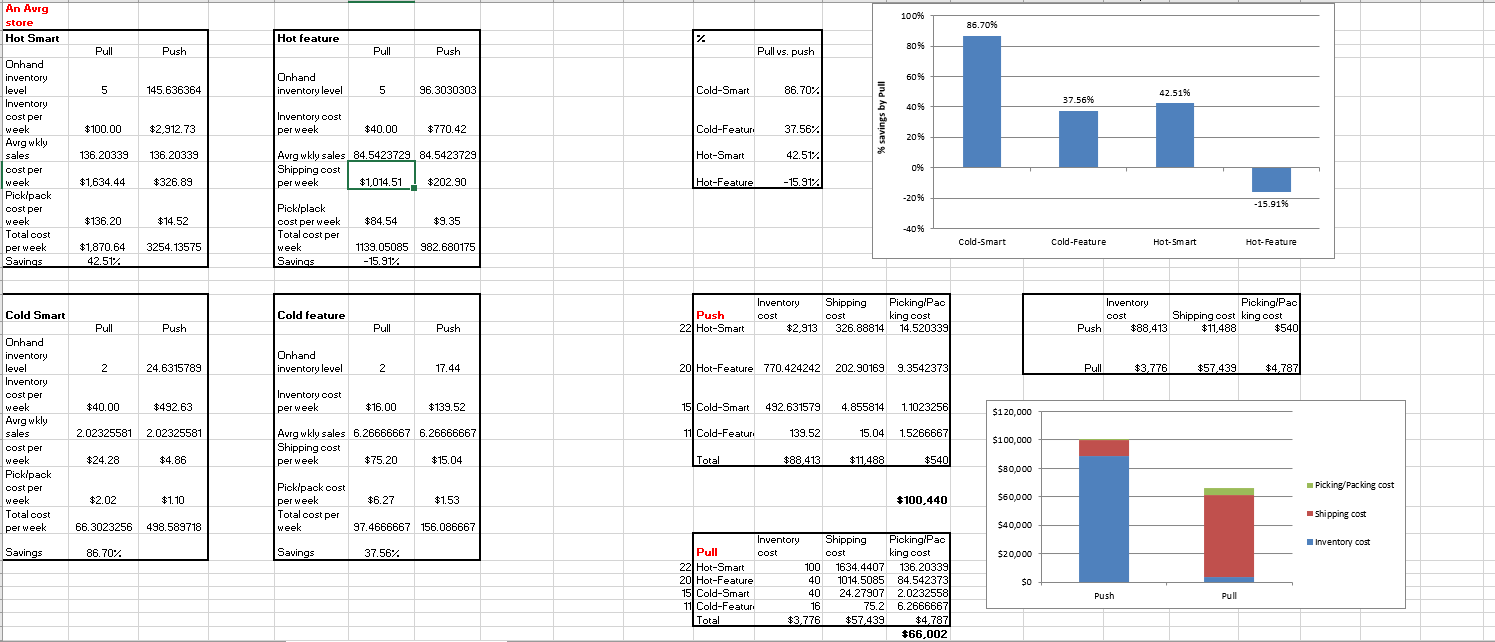 An Avrg
store
Hot Smart
Pull Push
Onhand
inventory
level 5 145.636364
Inventory
cost per
week $100.00 $2,912.73
Avrg wkly
sales 136.20339 136.20339
cost per
week $1,634.44 $326.89
Pick/pack
cost per
week $136.20 $14.52
Total cost
per week $1,870.64 3254.13575
Savings 42.51%
Hot feature
Pull Push
Onhand
inventory level 5 96.3030303
Inventory cost
per week $40.00 $770.42
Avrg wkly sales 84.5423729 84.5423729
Shipping cost
per week $1,014.51 $202.90
Pick/plack
cost per week $84.54 $9.35
Total cost per
week 1139.05085 982.680175
Savings -15.91%
%
Pull vs. push
Cold-Smart 86.70%
Cold-Featur 37.56%
Hot-Smart 42.51%
Hot-Feature -15.91%
% savings by Pull
100%
80%
60%
40%
20%
0%
-20%
-40%
86.70%
37.56%
42.51%
-15.91%
Cold-Smart Cold-Feature Hot-Smart Hot-Feature
Cold Smart
Pull Push
Onhand
inventory
level 2 24.6315789
Inventory
cost per
week $40.00 $492.63
Avrg wkly
sales 2.02325581 2.02325581
cost per
week $24.28 $4.86
Pick/pack
cost per
week $2.02 $1.10
Total cost
per week 66.3023256 498.589718
Savings 86.70%
Cold feature
Pull Push
Onhand
inventory level 2 17.44
Inventory cost
per week $16.00 $139.52
Avrg wkly sales 6.26666667 6.26666667
Shipping cost
per week $75.20 $15.04
Pick/pack cost
per week $6.27 $1.53
Total cost per
week 97.4666667 156.086667
Savings 37.56%
Inventory Shipping Picking/Pac
Push cost cost king cost
22 Hot-Smart $2,913 326.88814 14.520339
20 Hot-Feature 770.424242 202.90169 9.3542373
15 Cold-Smart 492.631579 4.855814 1.1023256
11 Cold-Featur 139.52 15.04 1.5266667
Total $88,413 $11,488 $540
$100,440
Inventory Shipping Picking/Pac
Pull cost cost king cost
22 Hot-Smart 100 1634.4407 136.20339
20 Hot-Feature 40 1014.5085 84.542373
15 Cold-Smart 40 24.27907 2.0232558
11 Cold-Featur 16 75.2 6.2666667
Total $3,776 $57,439 $4,787
$66,002
Inventory Picking/Pac
cost Shipping cost king cost
Push $88,413 $11,488 $540
Pull $3,776 $57,439 $4,787
$120,000
$100,000
$80,000
$60,000
$40,000
$20,000
$0
Push Pull
Picking/Packing cost
Shipping cost
Inventory cost